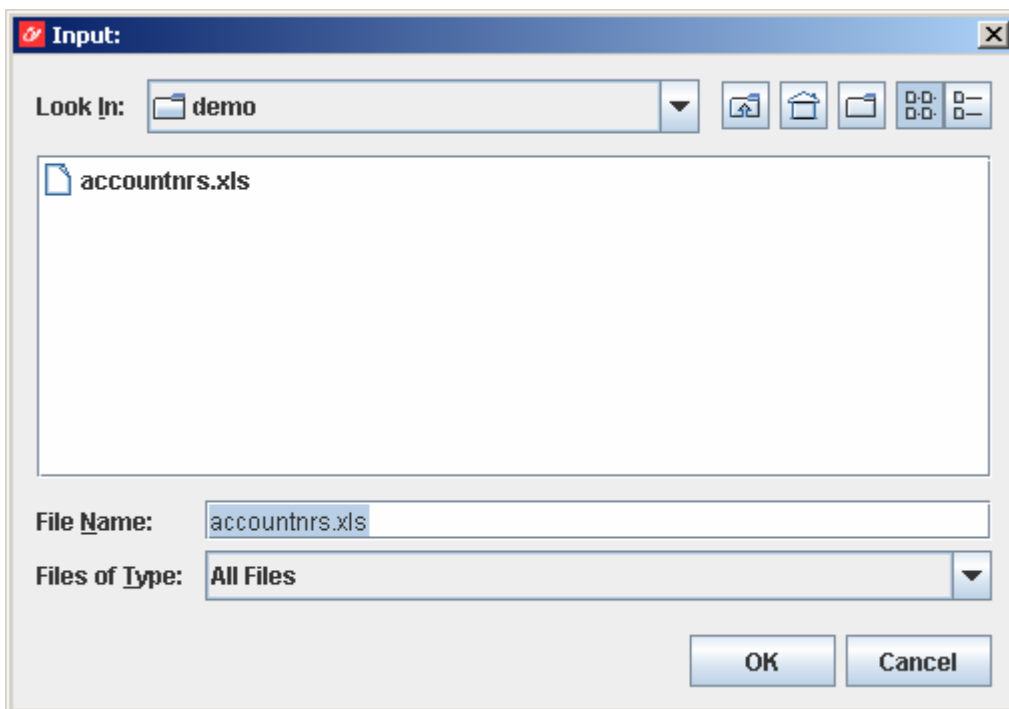 Input:
Look In: demo
accountnrs.xls
File Name: accountnrs.xls
Files of Type: All Files
OK Cancel